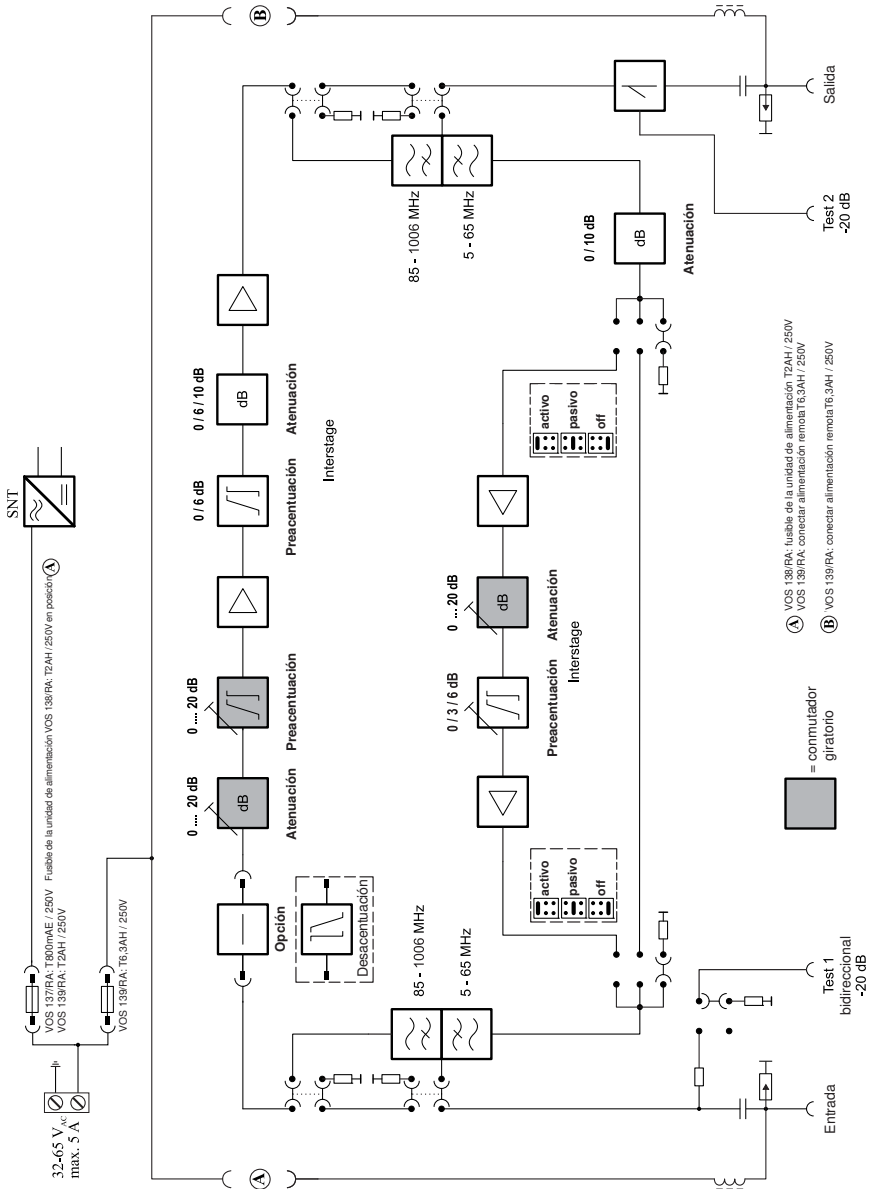 32-65 VAC
max. 5 A
VOS 137/RA: T800mAE / 250V Fusible de la unidad de alimentación VOS 138/RA: T2AH / 250V en posición A
VOS 139/RA: T2AH / 250V
VOS 139/RA: T6,3AH / 250V
SNT
A
B
Opción
Desacentuación
0 .... 20 dB
dB
Atenuación
0 .... 20 dB
Preacentuación
0 / 6 dB
Preacentuación
0 / 6 / 10 dB
dB
Atenuación
Interstage
85 - 1006 MHz
5 - 65 MHz
85 - 1006 MHz
5 - 65 MHz
activo
pasivo
off
0 / 3 / 6 dB
Preacentuación
0 ... 20 dB
dB
Atenuación
Interstage
activo
pasivo
off
0 / 10 dB
dB
Atenuación
Entrada
Test 1
bidireccional
-20 dB
= conmutador
giratorio
A VOS 138/RA: fusible de la unidad de alimentación T2AH / 250V
VOS 139/RA: conectar alimentación remotaT6,3AH / 250V
B VOS 139/RA: conectar alimentación remotaT6,3AH / 250V
Test 2
-20 dB
Salida